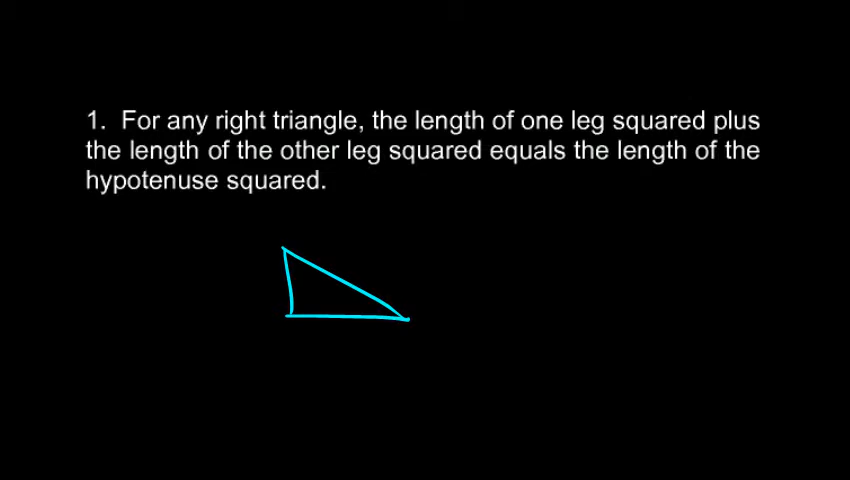 1.  For any right triangle, the length of one leg squared plus
the length of the other leg squared equals the length of the
hypotenuse squared.